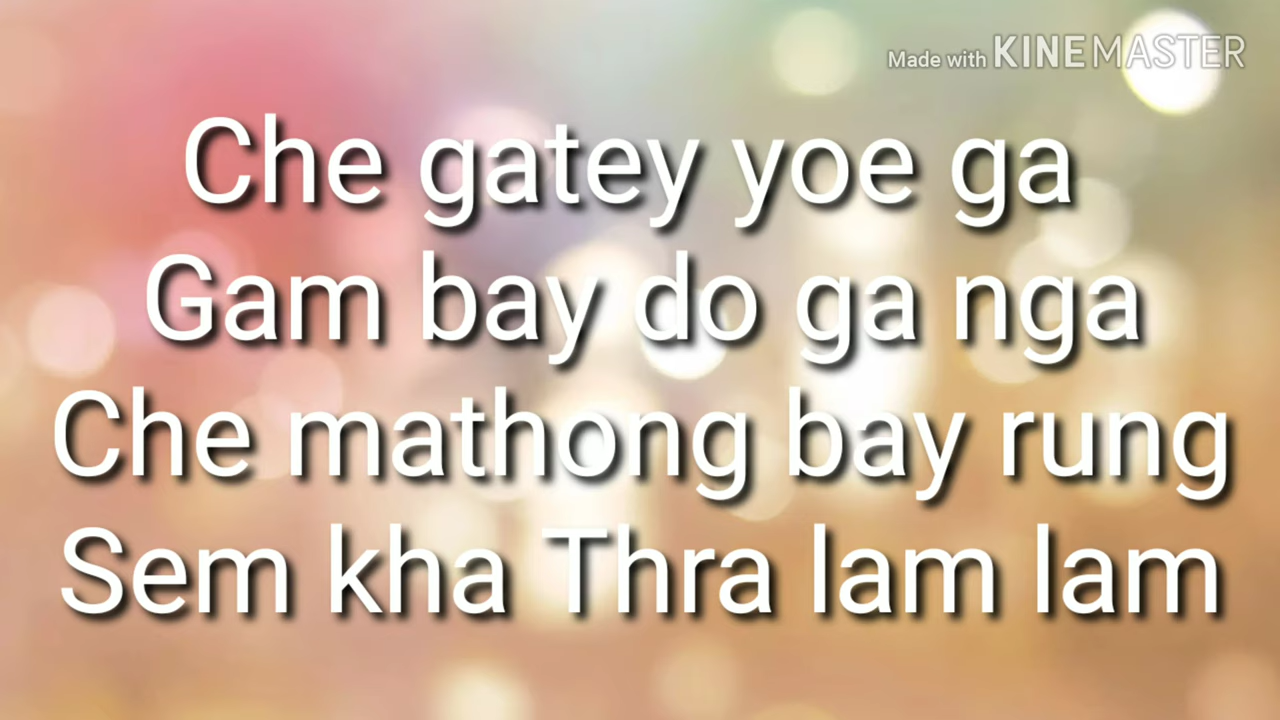 Made with KINEMASTER
Che gatey yoe ga
Gam bay do ga nga
Che mathong bay rung
Sem kha Thra lam lam